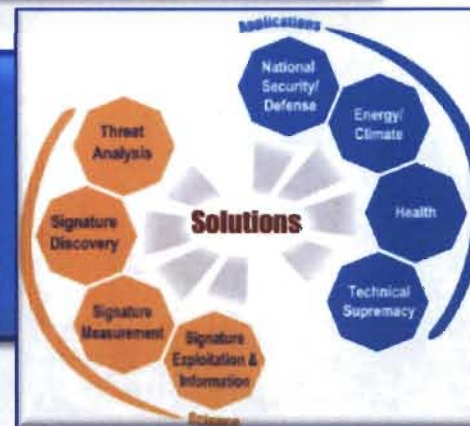 Applications
National
Security/
Defense
Energy/
Climate
Health
Technical
Supremacy
Solutions
Threat
Analysis
Signature
Discovery
Signature
Measurement
Signature
Exploitation &
Information
Science